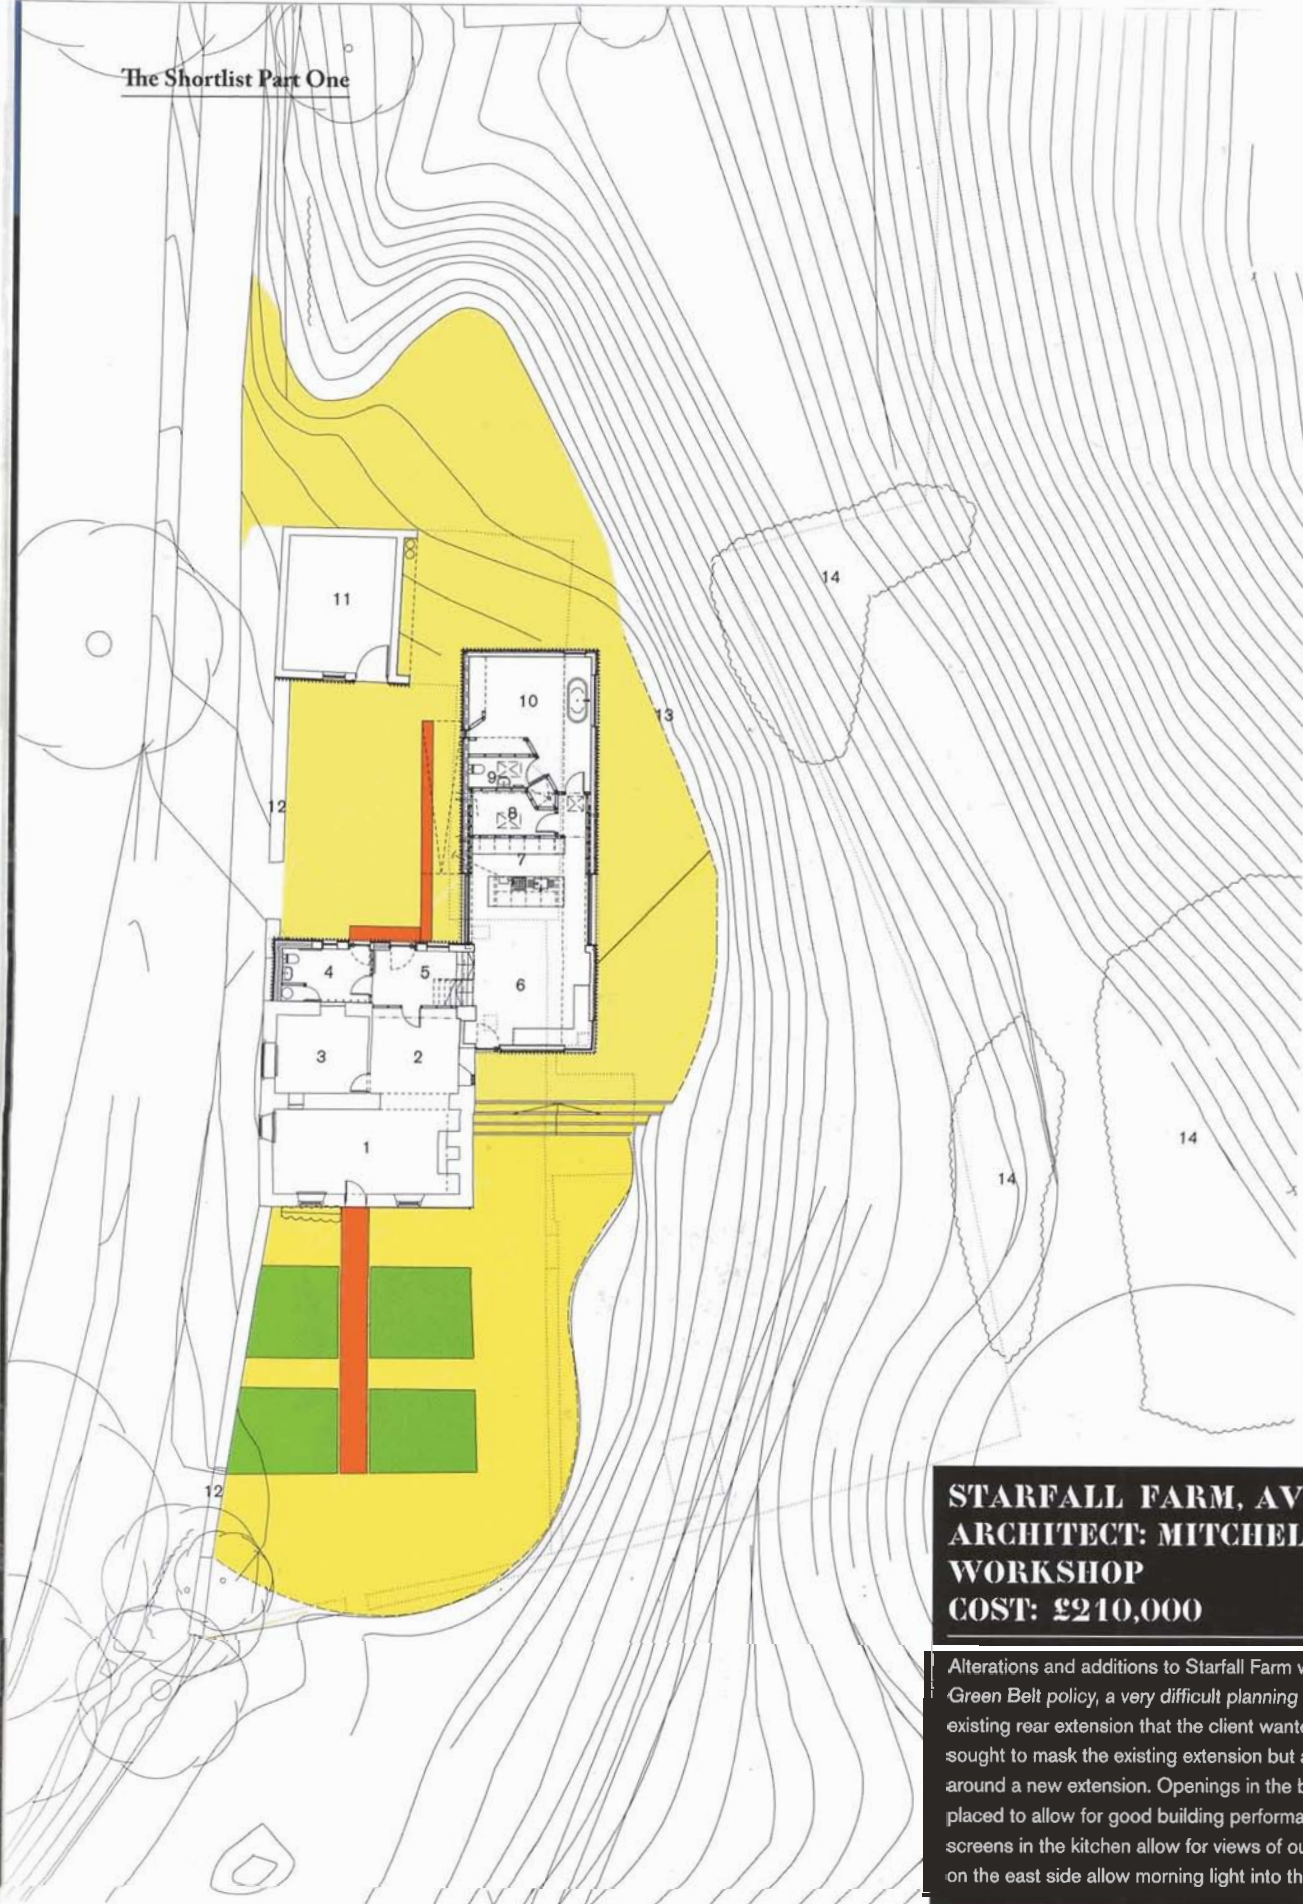 The Shortlist Part One
14
11
10
13
9
12
8
7
4
5
6
3
2
1
14
14
12
STARFALL FARM, AV
ARCHITECT: MITCHEL
WORKSHOP
COST: £210,000
Alterations and additions to Starfall Farm
Green Belt policy, a very difficult planning
existing rear extension that the client
sought to mask the existing extension but
around a new extension. Openings in the
placed to allow for good building
screens in the kitchen allow for views of
on the east side allow morning light into